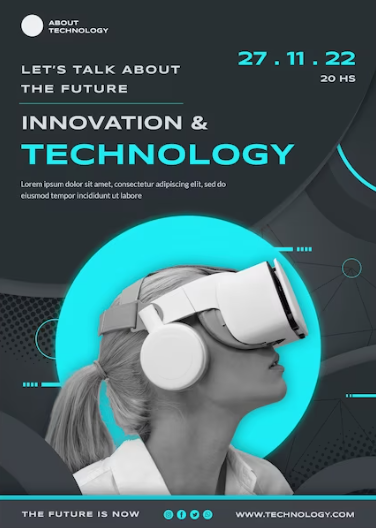 ABOUT
TECHNOLOGY
27 . 11 . 22
20 HS
LET'S TALK ABOUT
THE FUTURE
INNOVATION &
TECHNOLOGY
Lorem ipsum dolor sit amet, consectetur adipiscing elit, sed do
eiusmod tempor incididunt ut labore
THE FUTURE IS NOW
WWW.TECHNOLOGY.COM